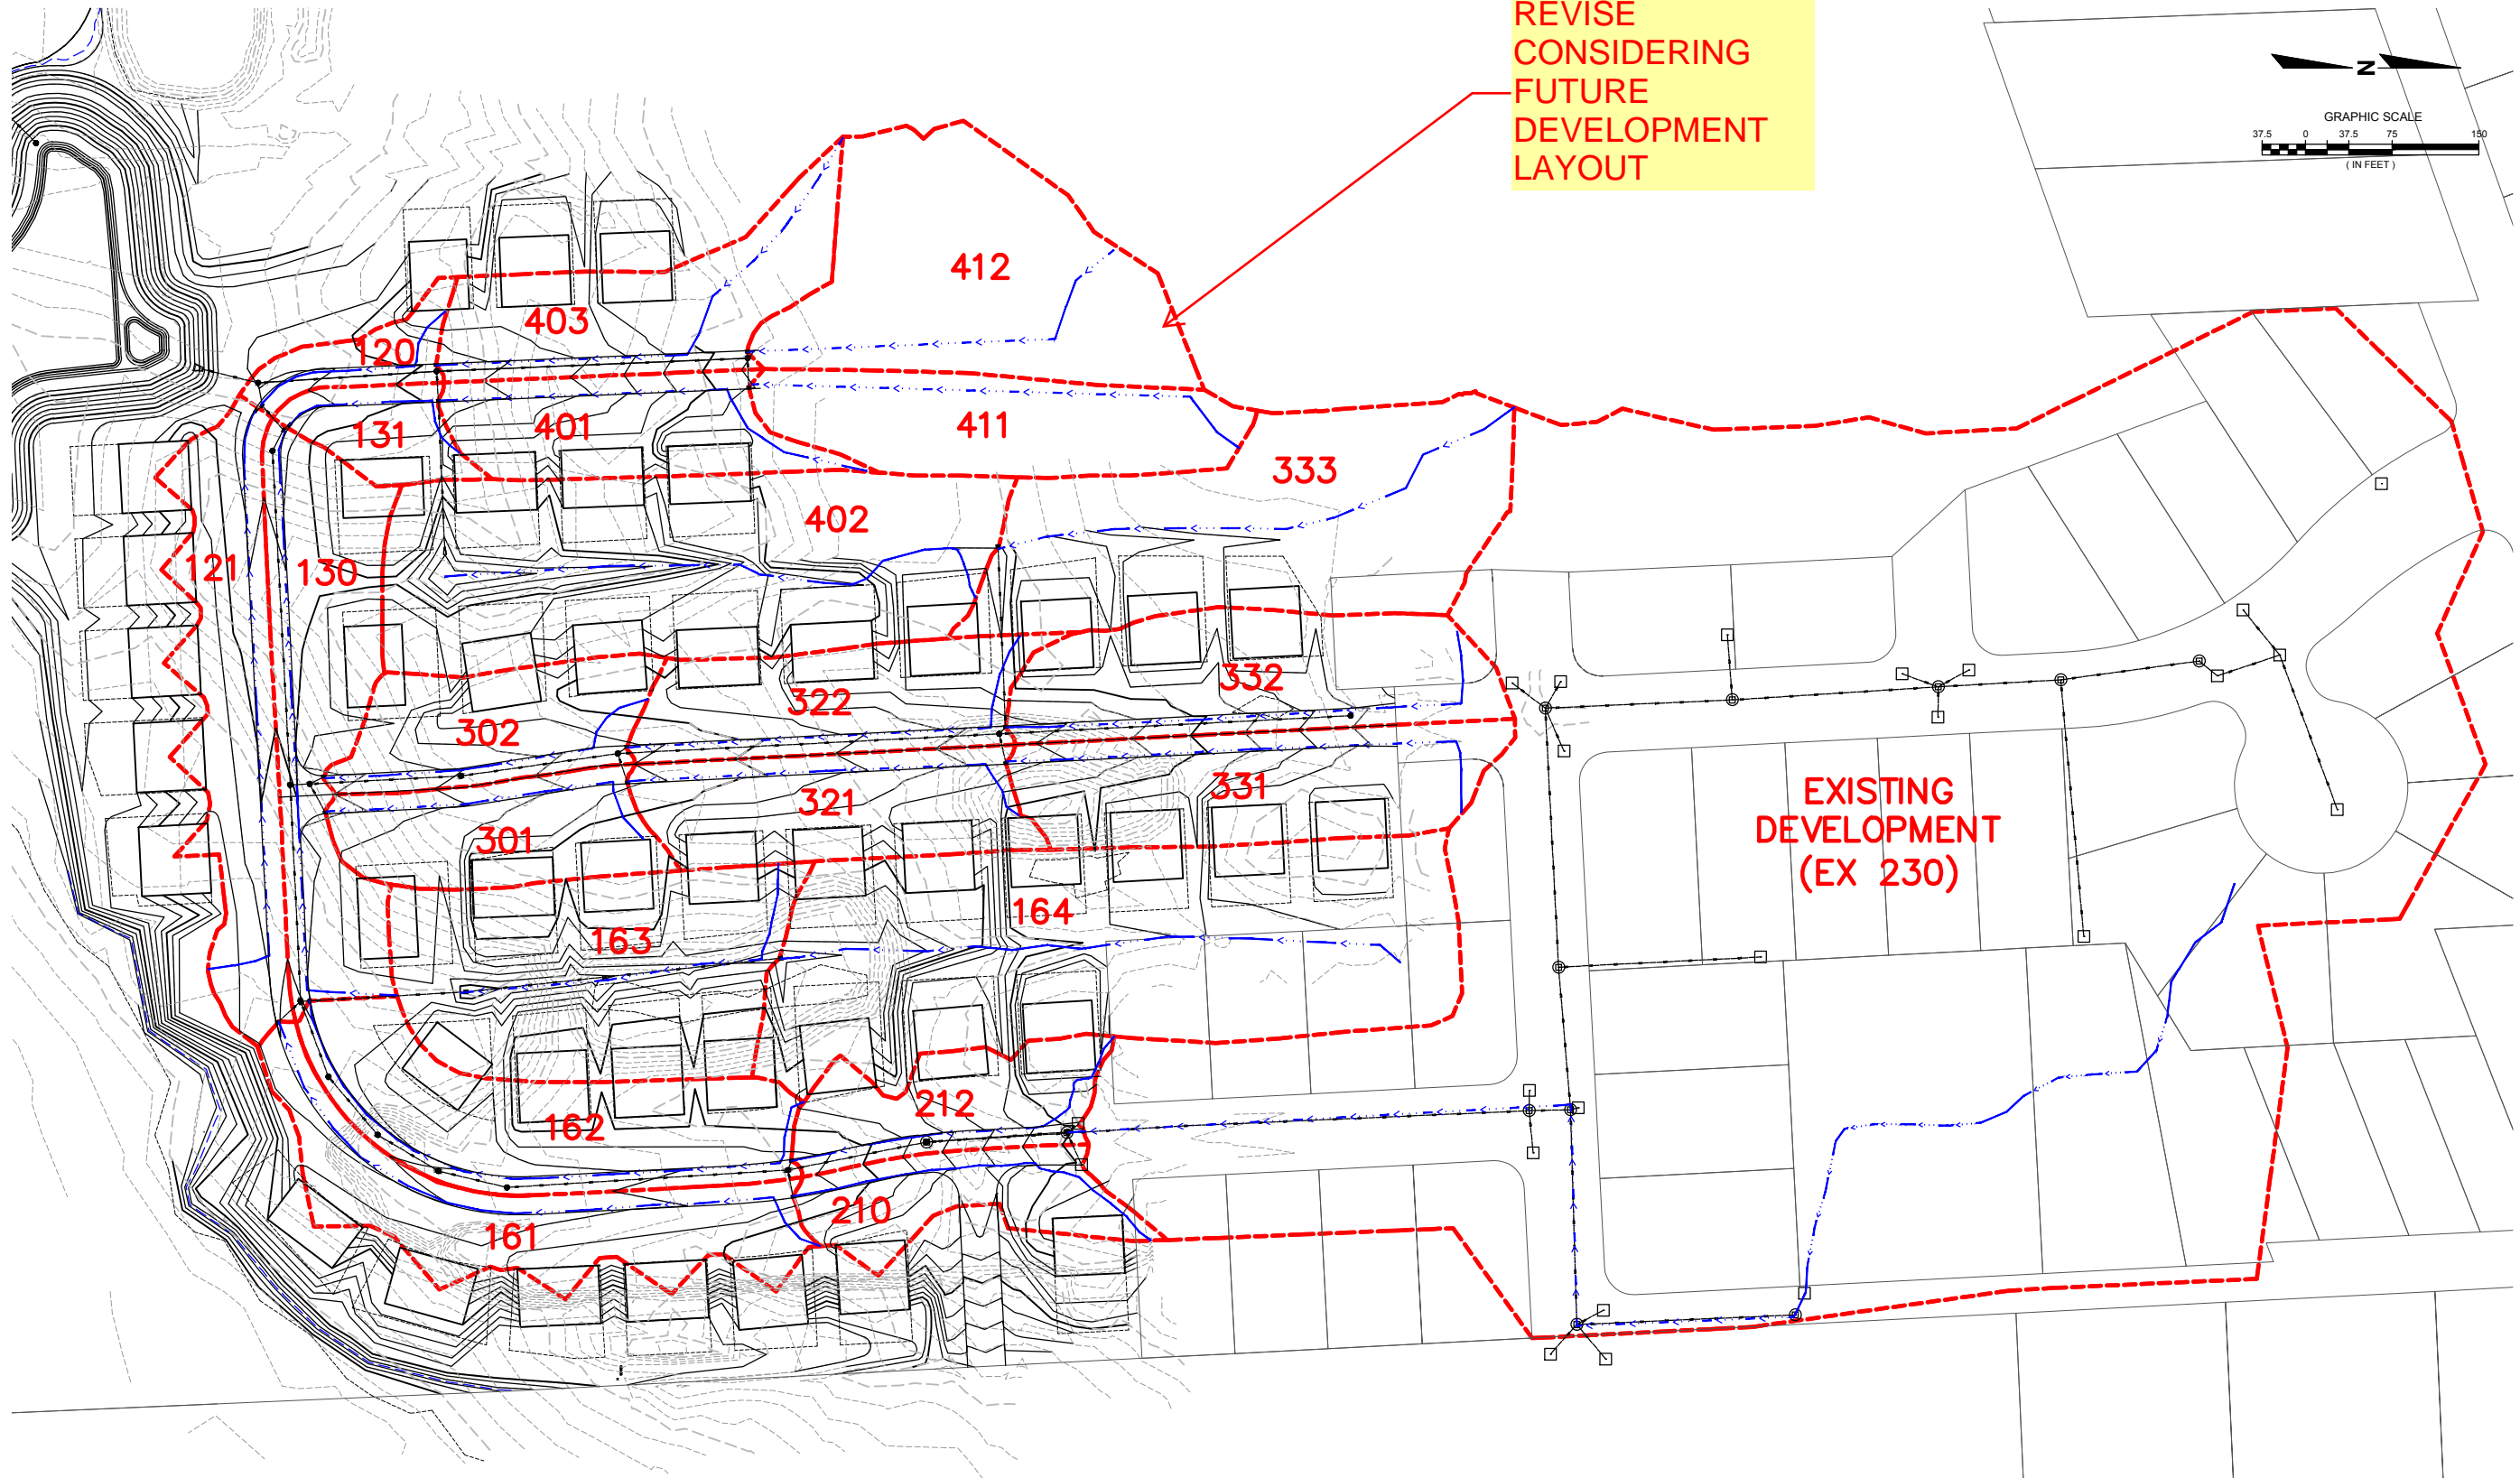 REVISE
CONSIDERING
FUTURE
DEVELOPMENT
LAYOUT
N
GRAPHIC SCALE
37.5 0 37.5 75 150
( IN FEET )
412
403
120
411
401
131
333
402
121
130
332
322
302
331
321
301
EXISTING
DEVELOPMENT
(EX 230)
164
163
212
162
210
161